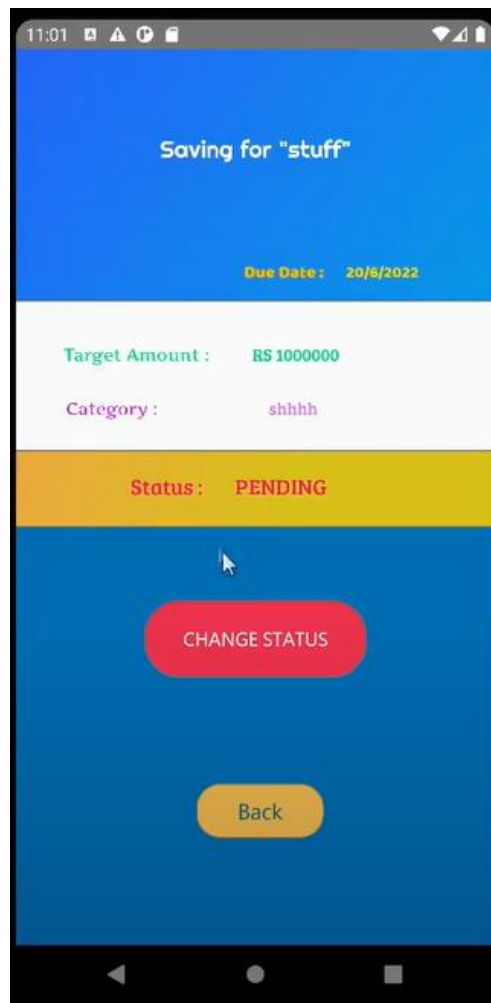 11:01
Saving for "stuff"
Due Date : 20/6/2022
Target Amount : RS 1000000
Category : shhhh
Status : PENDING
CHANGE STATUS
Back